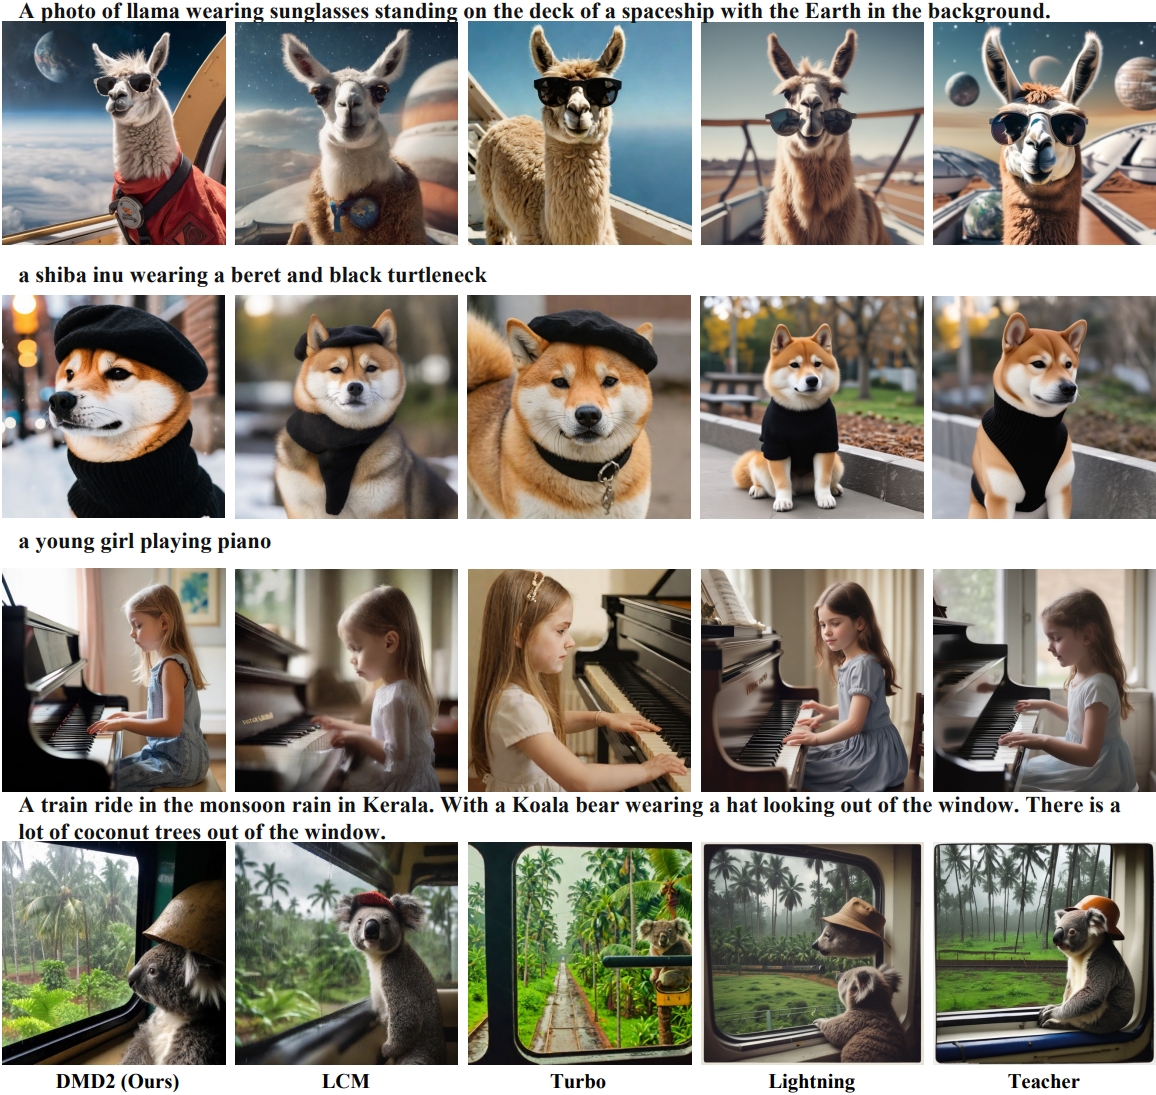 A photo of llama wearing sunglasses standing on the deck of a spaceship with the Earth in the background.
a shiba inu wearing a beret and black turtleneck
a young girl playing piano
A train ride in the monsoon rain in Kerala. With a Koala bear wearing a hat looking out of the window. There is a
lot of coconut trees out of the window.
DMD2 (Ours) LCM Turbo Lightning Teacher